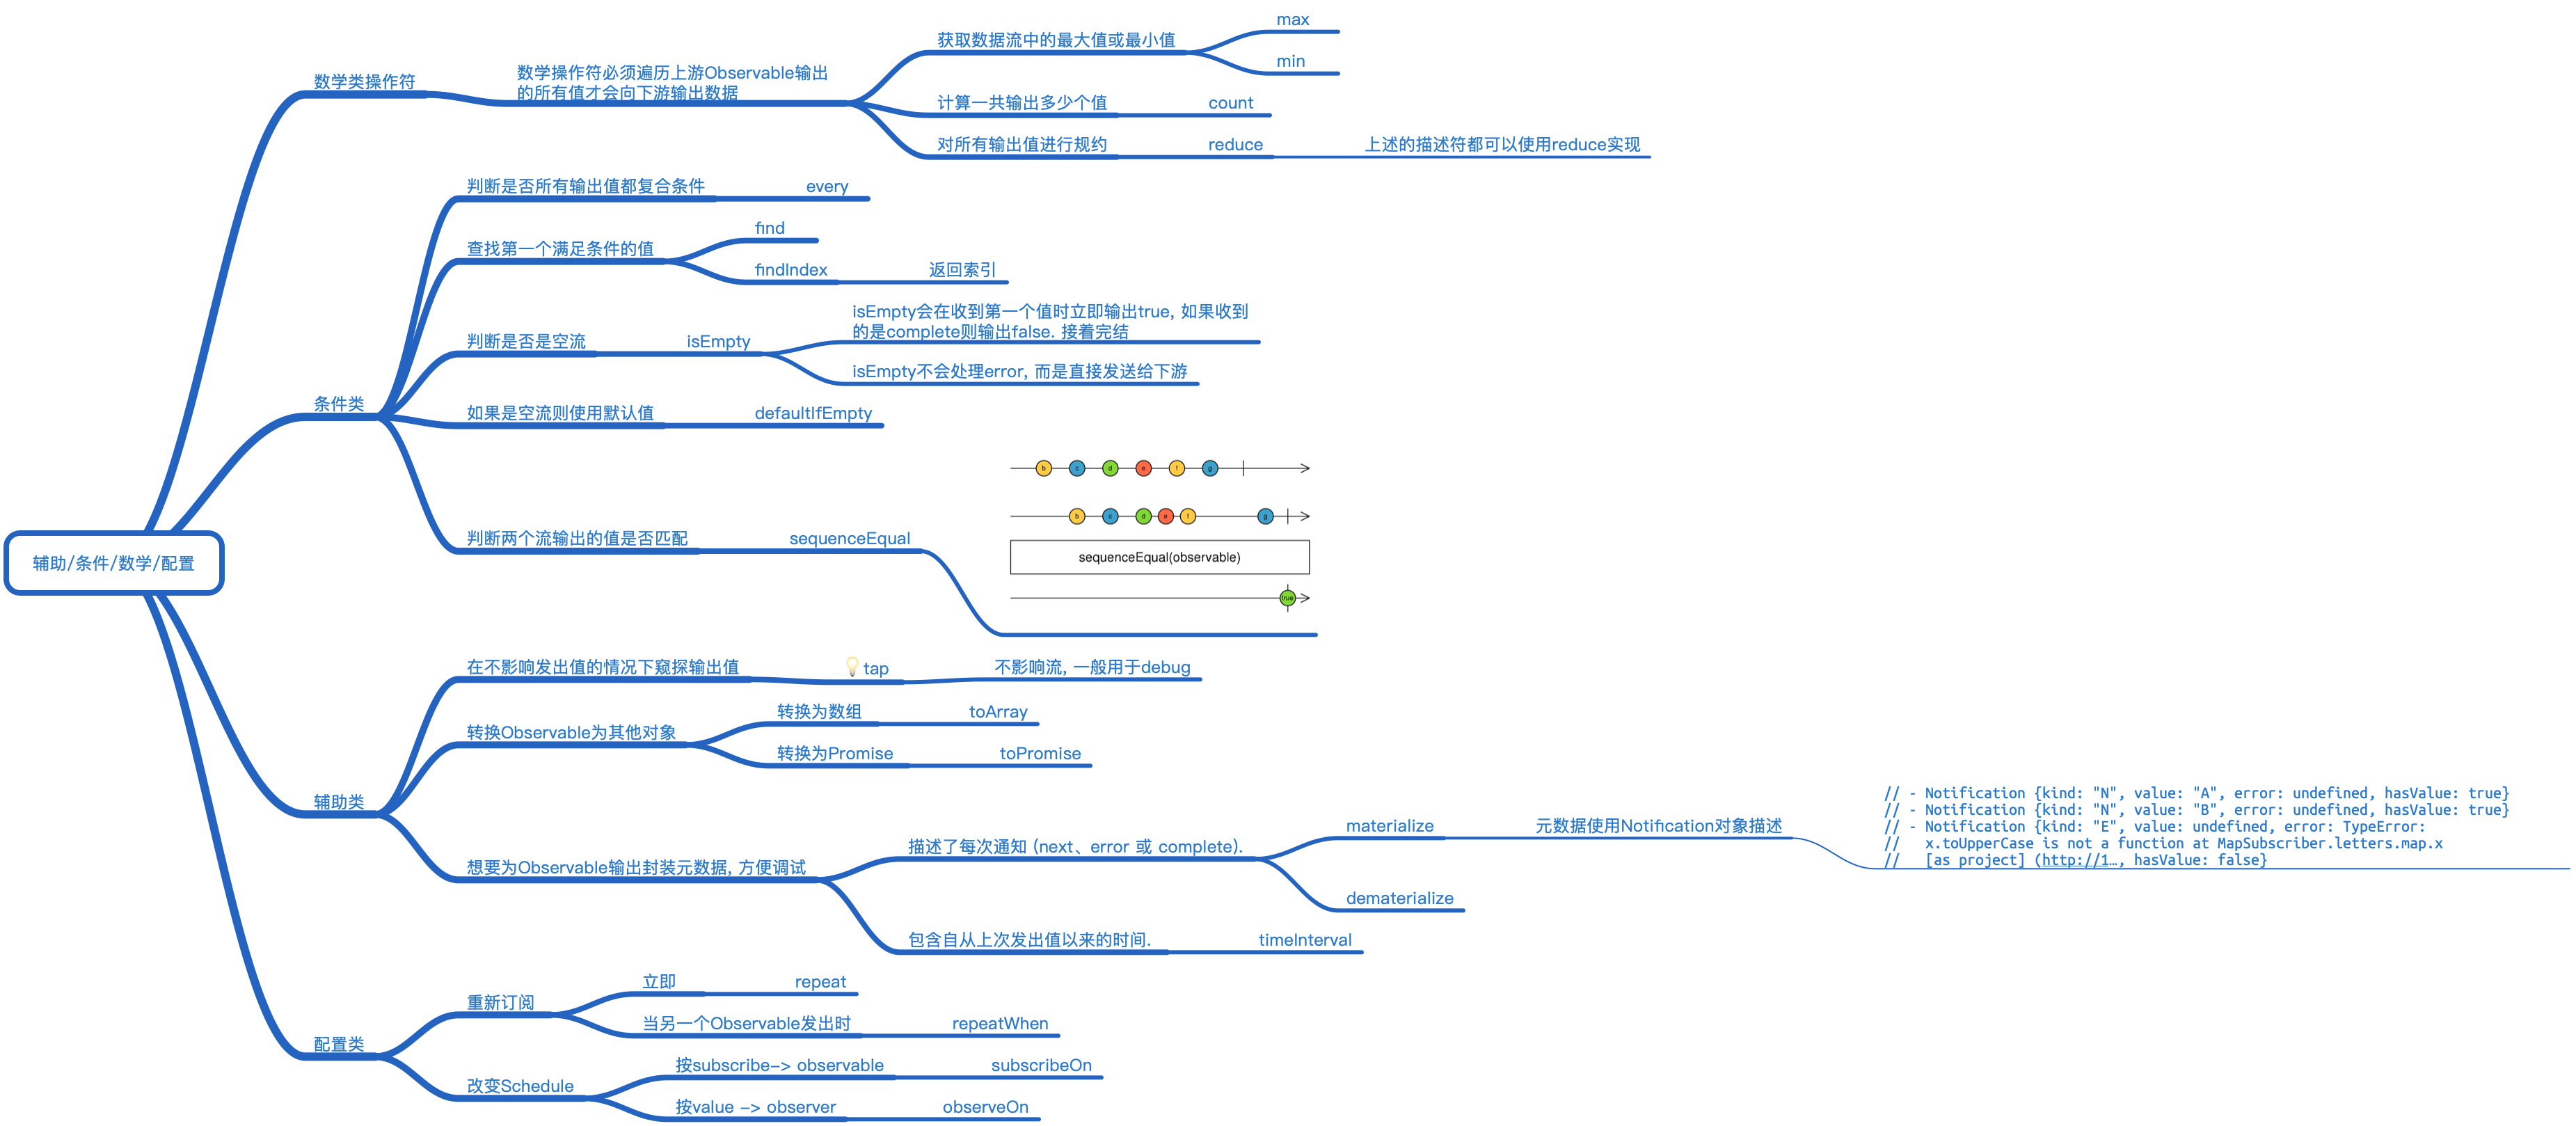 辅助/条件/数学/配置
数学类操作符
数学操作符必须遍历上游Observable输出
的所有值才会向下游输出数据
获取数据流中的最大值或最小值
max
min
计算一共输出多少个值
count
对所有输出值进行规约
reduce
上述的描述符都可以使用reduce实现
条件类
判断是否所有输出值都复合条件
every
查找第一个满足条件的值
find
findIndex
返回索引
判断是否是空流
isEmpty
isEmpty会在收到第一个值时立即输出true, 如果收到
的是complete则输出false. 接着完结
isEmpty不会处理error, 而是直接发送给下游
如果是空流则使用默认值
defaultIfEmpty
判断两个流输出的值是否匹配
sequenceEqual
b c d e f g
b c d e f g
sequenceEqual(observable)
true
辅助类
在不影响发出值的情况下窥探输出值
tap
不影响流, 一般用于debug
转换Observable为其他对象
转换为数组
toArray
转换为Promise
toPromise
想要为Observable输出封装元数据, 方便调试
描述了每次通知 (next、error 或 complete).
materialize
元数据使用Notification对象描述
// - Notification {kind: "N", value: "A", error: undefined, hasValue: true}
// - Notification {kind: "N", value: "B", error: undefined, hasValue: true}
// - Notification {kind: "E", value: undefined, error: TypeError:
// x.toUpperCase is not a function at MapSubscriber.letters.map.x
// [as project] (http://1…, hasValue: false}
dematerialize
包含自从上次发出值以来的时间.
timeInterval
配置类
重新订阅
立即
repeat
当另一个Observable发出时
repeatWhen
改变Schedule
按subscribe-> observable
subscribeOn
按value -> observer
observeOn